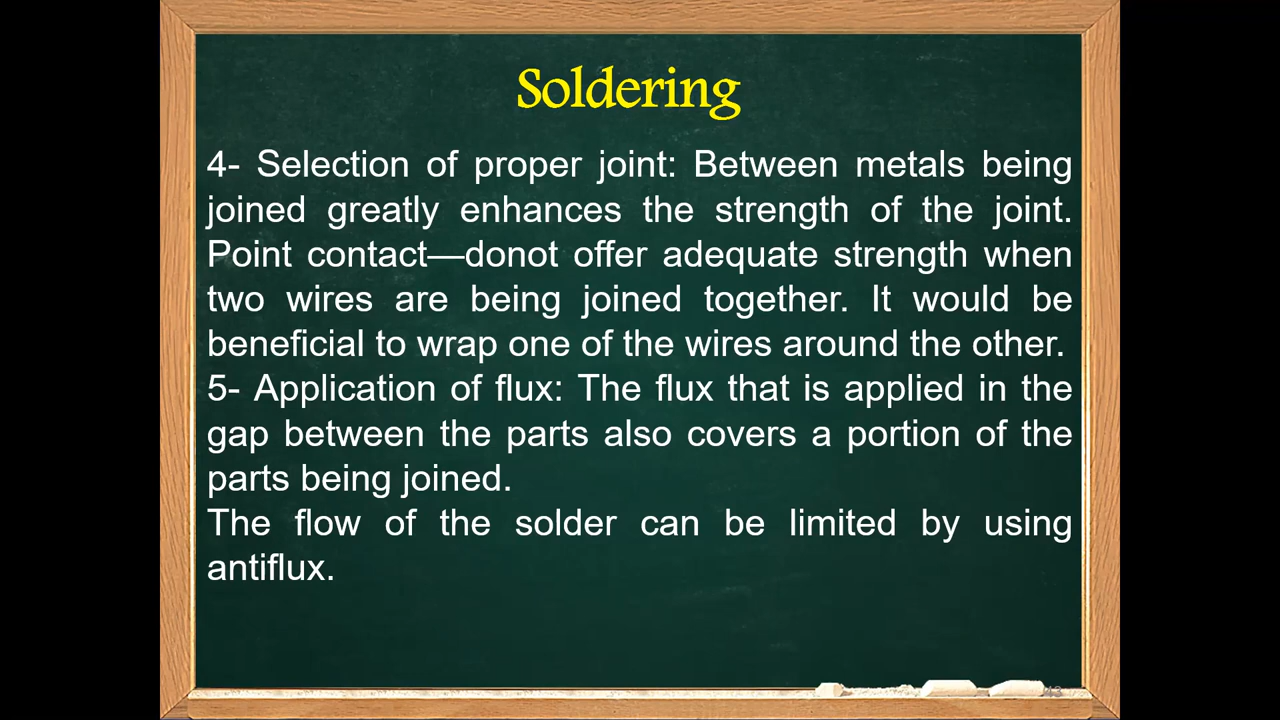 Soldering
4- Selection of proper joint: Between metals being
joined greatly enhances the strength of the joint.
Point contact—donot offer adequate strength when
two wires are being joined together. It would be
beneficial to wrap one of the wires around the other.
5- Application of flux: The flux that is applied in the
gap between the parts also covers a portion of the
parts being joined.
The flow of the solder can be limited by using
antiflux.